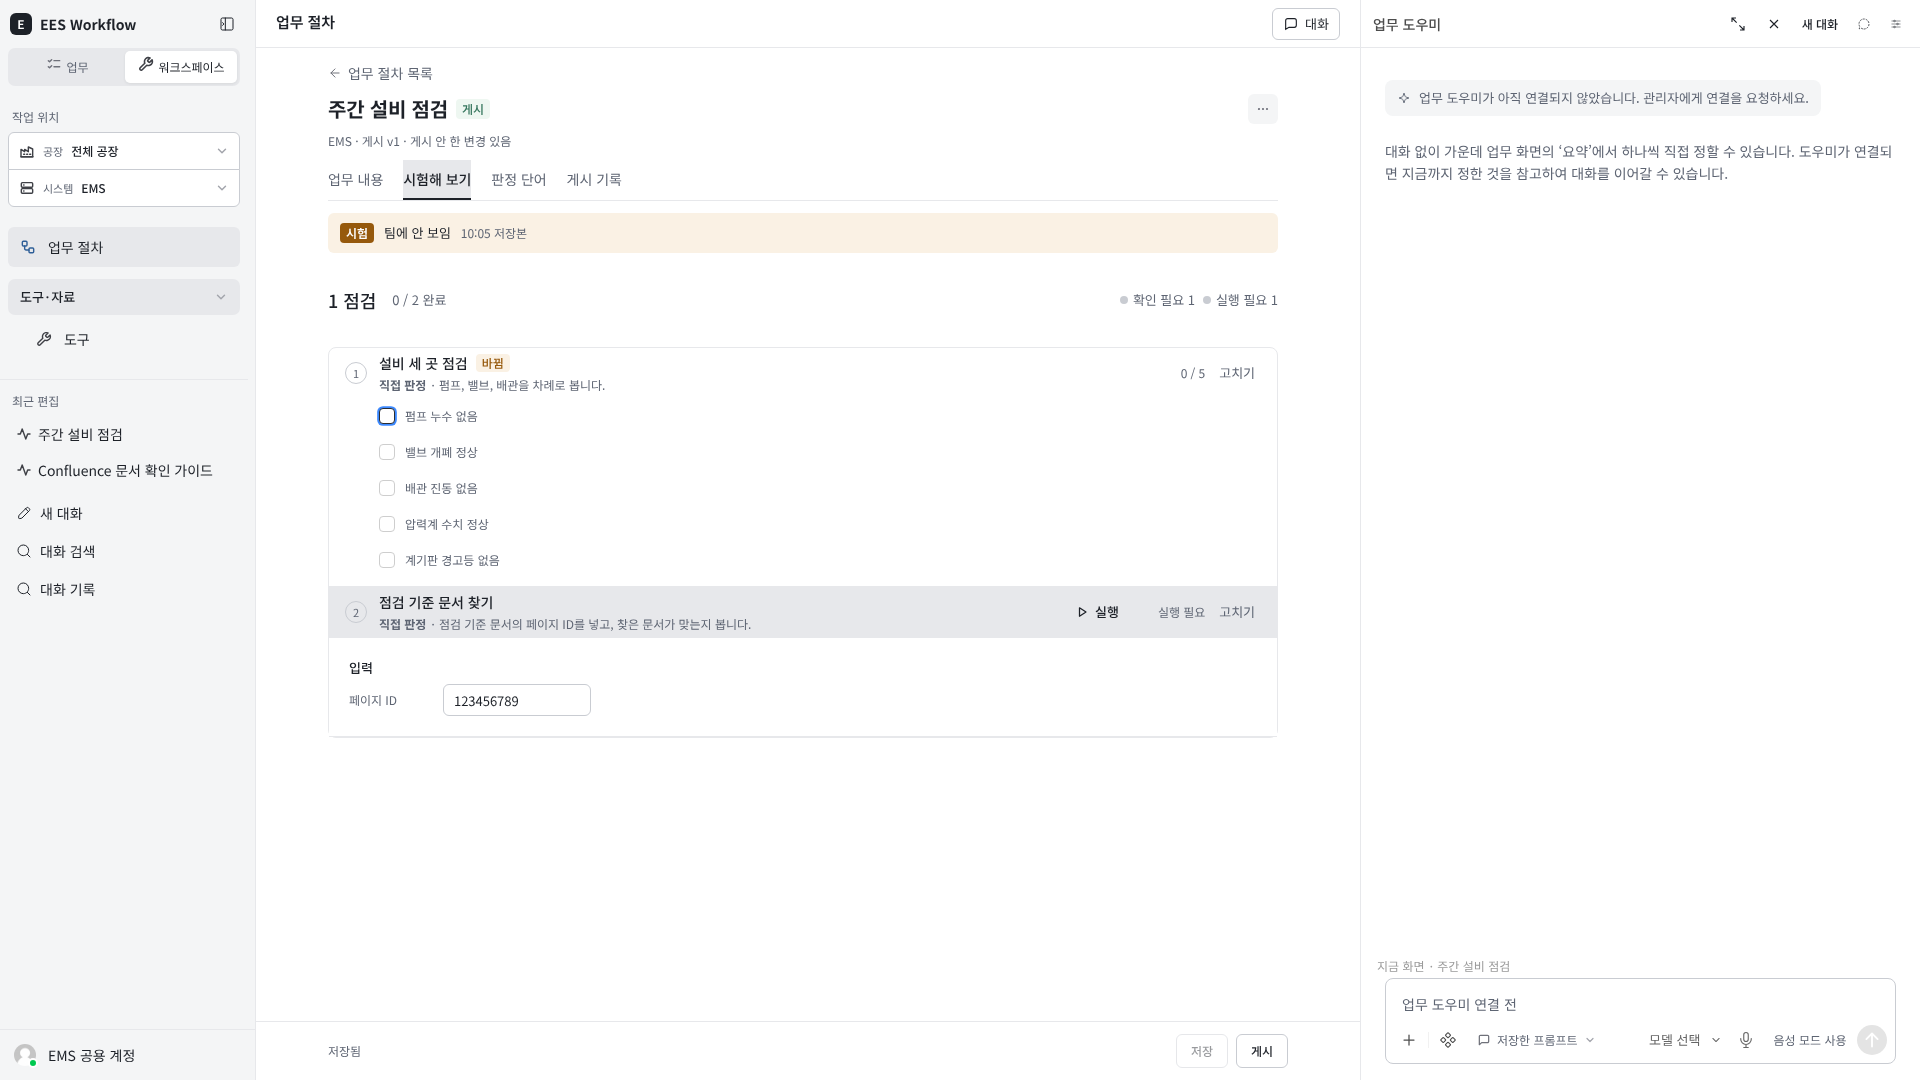 E EES Workflow
업무
워크스페이스
작업 위치
공장 전체 공장
시스템 EMS
업무 절차
도구·자료
도구
최근 편집
주간 설비 점검
Confluence 문서 확인 가이드
새 대화
대화 검색
대화 기록
EMS 공용 계정
업무 절차
대화
업무 절차 목록
주간 설비 점검 게시
EMS · 게시 v1 · 게시 안 한 변경 있음
업무 내용 시험해 보기 판정 단어 게시 기록
시험 팀에 안 보임 10:05 저장본
1 점검 0 / 2 완료
확인 필요 1 실행 필요 1
1 설비 세 곳 점검 바뀜
직접 판정 · 펌프, 밸브, 배관을 차례로 봅니다.
0 / 5 고치기
펌프 누수 없음
밸브 개폐 정상
배관 진동 없음
압력계 수치 정상
계기판 경고등 없음
2 점검 기준 문서 찾기
직접 판정 · 점검 기준 문서의 페이지 ID를 넣고, 찾은 문서가 맞는지 봅니다.
실행 실행 필요 고치기
입력
페이지 ID 123456789
저장됨
저장 게시
업무 도우미
새 대화
업무 도우미가 아직 연결되지 않았습니다. 관리자에게 연결을 요청하세요.
대화 없이 가운데 업무 화면의 ‘요약’에서 하나씩 직접 정할 수 있습니다. 도우미가 연결되
면 지금까지 정한 것을 참고하여 대화를 이어갈 수 있습니다.
지금 화면 · 주간 설비 점검
업무 도우미 연결 전
저장한 프롬프트 모델 선택 음성 모드 사용